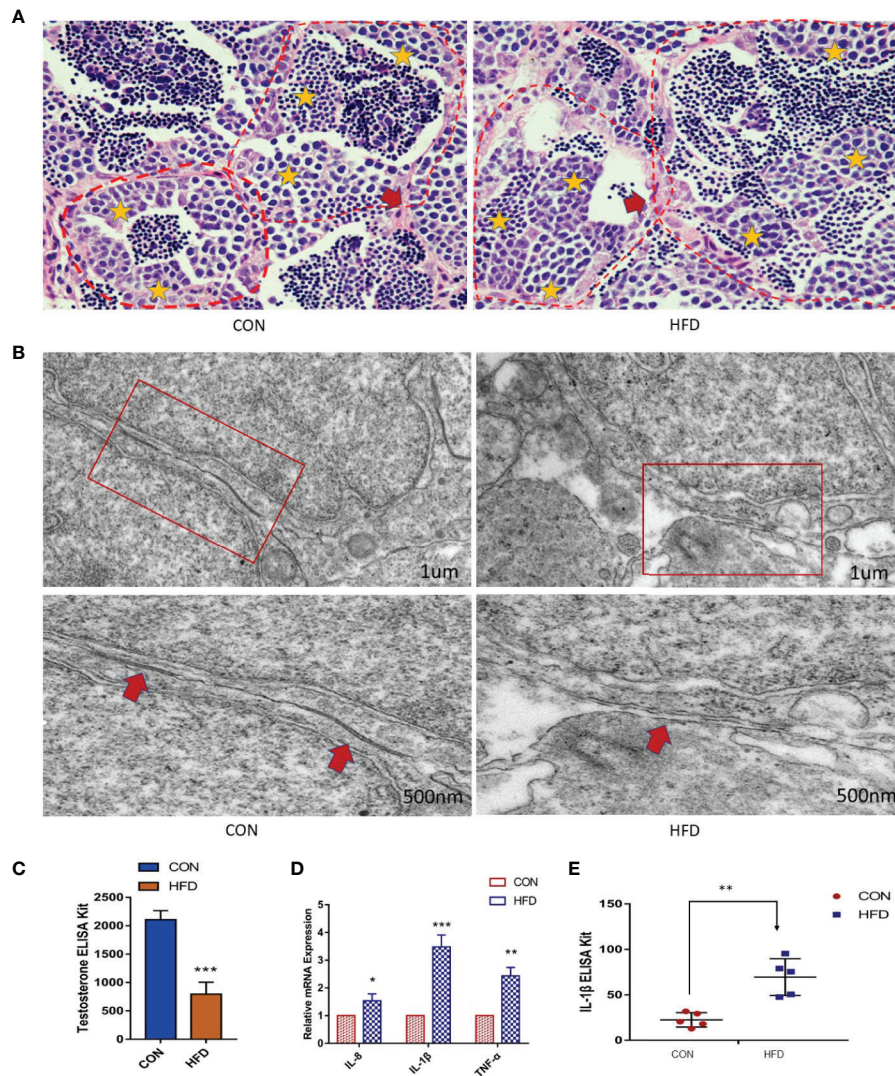 A
CON HFD
B
1um 1um
500nm 500nm
CON HFD
C
CON
HFD
Testosterone ELISA Kit
2500
2000
1500
1000
500
0
***
CON HFD
D
CON
HFD
Relative mRNA Expression
5
4
3
2
1
0
* *** **
IL-8 IL-1β TNF-α
E
CON
HFD
IL-1β ELISA Kit
150
100
50
0
**
CON HFD